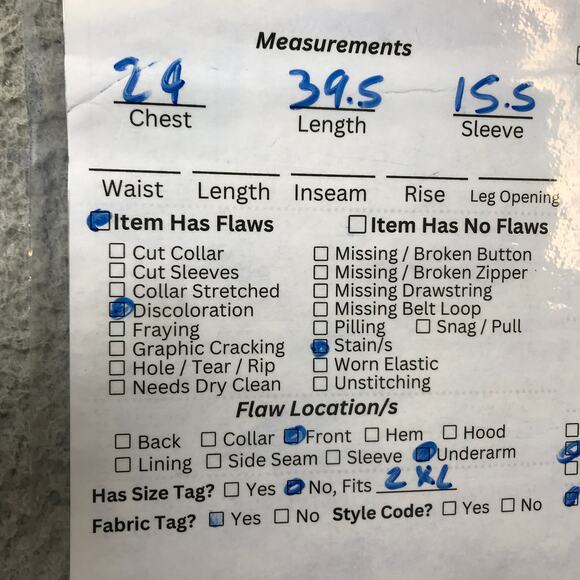 Measurements
24 39.5 15.5
Chest Length Sleeve
Waist Length Inseam Rise Leg Opening
Item Has Flaws Item Has No Flaws
Cut Collar Missing / Broken Button
Cut Sleeves Missing / Broken Zipper
Collar Stretched Missing Drawstring
Discoloration Missing Belt Loop
Fraying Pilling Snag / Pull
Graphic Cracking Stain/s
Hole / Tear / Rip Worn Elastic
Needs Dry Clean Unstitching
Flaw Location/s
Back Collar Front Hem Hood
Lining Side Seam Sleeve Underarm
Has Size Tag? Yes No, Fits 2XL
Fabric Tag? Yes No Style Code? Yes No